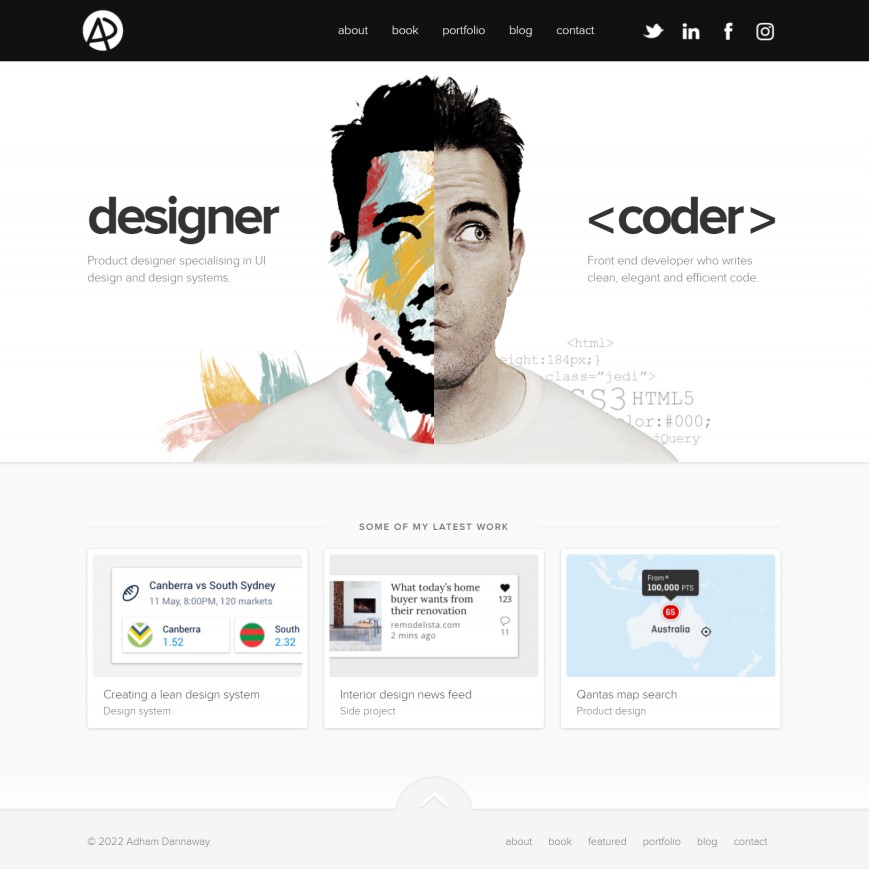 AD
about book portfolio blog contact
designer
Product designer specialising in UI
design and design systems.
<coder>
Front end developer who writes
clean, elegant and efficient code.
<html>
eight:184px;}
class="jedi">
SS3 HTML5
lor:#000;
Query
SOME OF MY LATEST WORK
Canberra vs South Sydney
11 May, 8:00PM, 120 markets
Canberra
1.52
South
2.32
Creating a lean design system
Design system
What today's home
buyer wants from
their renovation
remodelista.com
2 mins ago
123
11
Interior design news feed
Side project
From*
100,000 PTS
65
Australia
Qantas map search
Product design
© 2022 Adham Dannaway
about book featured portfolio blog contact